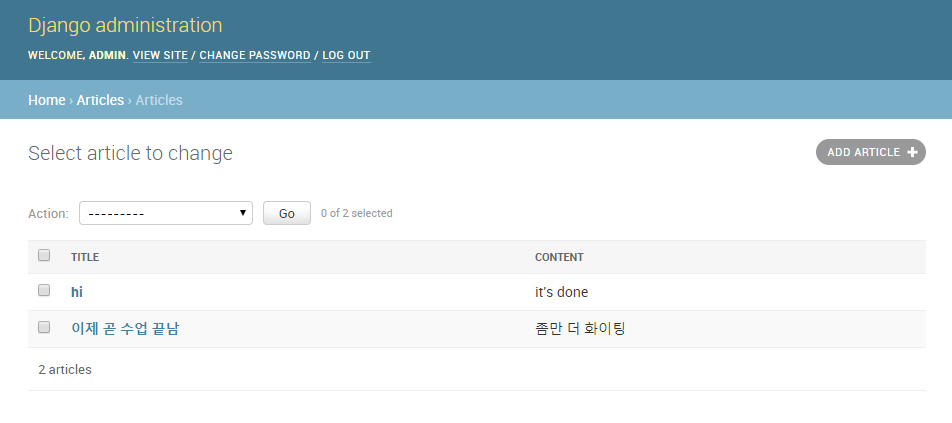 Django administration
WELCOME, ADMIN. VIEW SITE / CHANGE PASSWORD / LOG OUT
Home › Articles › Articles
Select article to change
ADD ARTICLE +
Action: --------- Go 0 of 2 selected
TITLE CONTENT
hi it's done
이제 곧 수업 끝남 좀만 더 화이팅
2 articles